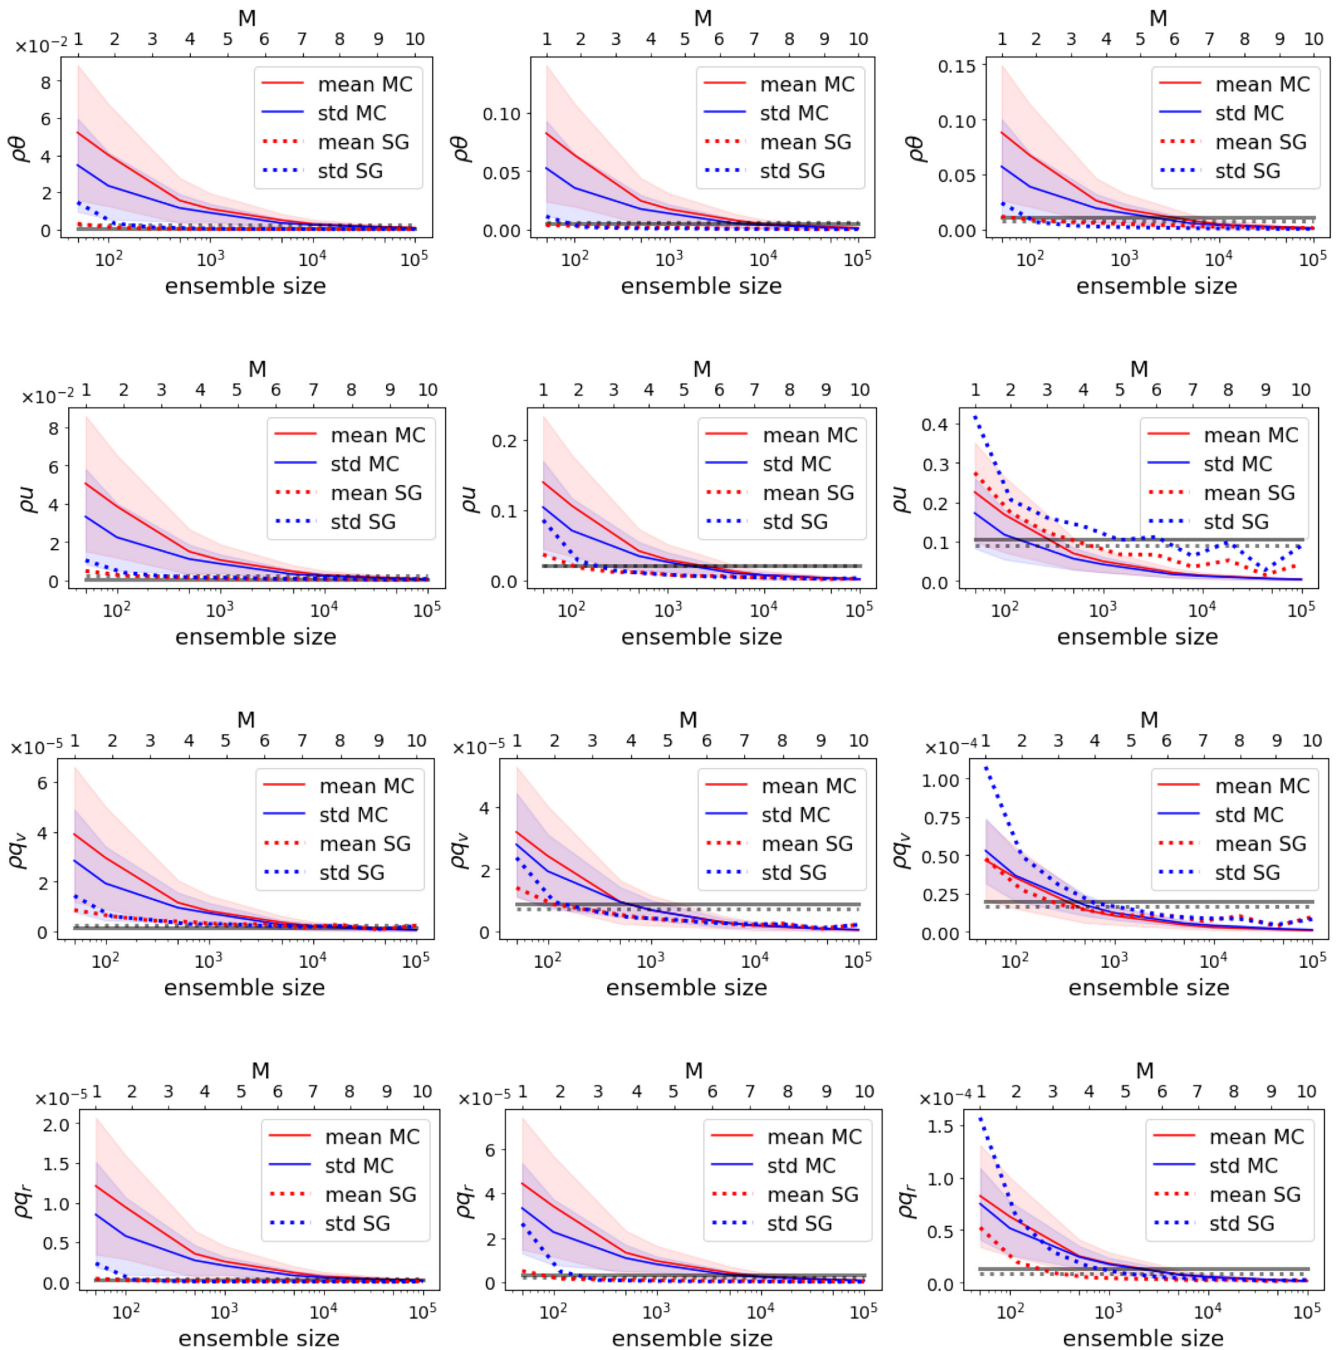 M
×10⁻² 1 2 3 4 5 6 7 8 9 10
ρθ
8
6
4
2
0
mean MC
std MC
mean SG
std SG
10² 10³ 10⁴ 10⁵
ensemble size
M
1 2 3 4 5 6 7 8 9 10
ρθ
0.10
0.05
0.00
mean MC
std MC
mean SG
std SG
10² 10³ 10⁴ 10⁵
ensemble size
M
1 2 3 4 5 6 7 8 9 10
ρθ
0.15
0.10
0.05
0.00
mean MC
std MC
mean SG
std SG
10² 10³ 10⁴ 10⁵
ensemble size
M
×10⁻² 1 2 3 4 5 6 7 8 9 10
ρu
8
6
4
2
0
mean MC
std MC
mean SG
std SG
10² 10³ 10⁴ 10⁵
ensemble size
M
1 2 3 4 5 6 7 8 9 10
ρu
0.2
0.1
0.0
mean MC
std MC
mean SG
std SG
10² 10³ 10⁴ 10⁵
ensemble size
M
1 2 3 4 5 6 7 8 9 10
ρu
0.4
0.3
0.2
0.1
0.0
mean MC
std MC
mean SG
std SG
10² 10³ 10⁴ 10⁵
ensemble size
M
×10⁻⁵ 1 2 3 4 5 6 7 8 9 10
ρqᵥ
6
4
2
0
mean MC
std MC
mean SG
std SG
10² 10³ 10⁴ 10⁵
ensemble size
M
×10⁻⁵ 1 2 3 4 5 6 7 8 9 10
ρqᵥ
4
2
0
mean MC
std MC
mean SG
std SG
10² 10³ 10⁴ 10⁵
ensemble size
M
×10⁻⁴ 1 2 3 4 5 6 7 8 9 10
ρqᵥ
1.00
0.75
0.50
0.25
0.00
mean MC
std MC
mean SG
std SG
10² 10³ 10⁴ 10⁵
ensemble size
M
×10⁻⁵ 1 2 3 4 5 6 7 8 9 10
ρqᵣ
2.0
1.5
1.0
0.5
0.0
mean MC
std MC
mean SG
std SG
10² 10³ 10⁴ 10⁵
ensemble size
M
×10⁻⁵ 1 2 3 4 5 6 7 8 9 10
ρqᵣ
6
4
2
0
mean MC
std MC
mean SG
std SG
10² 10³ 10⁴ 10⁵
ensemble size
M
×10⁻⁴ 1 2 3 4 5 6 7 8 9 10
ρqᵣ
1.5
1.0
0.5
0.0
mean MC
std MC
mean SG
std SG
10² 10³ 10⁴ 10⁵
ensemble size